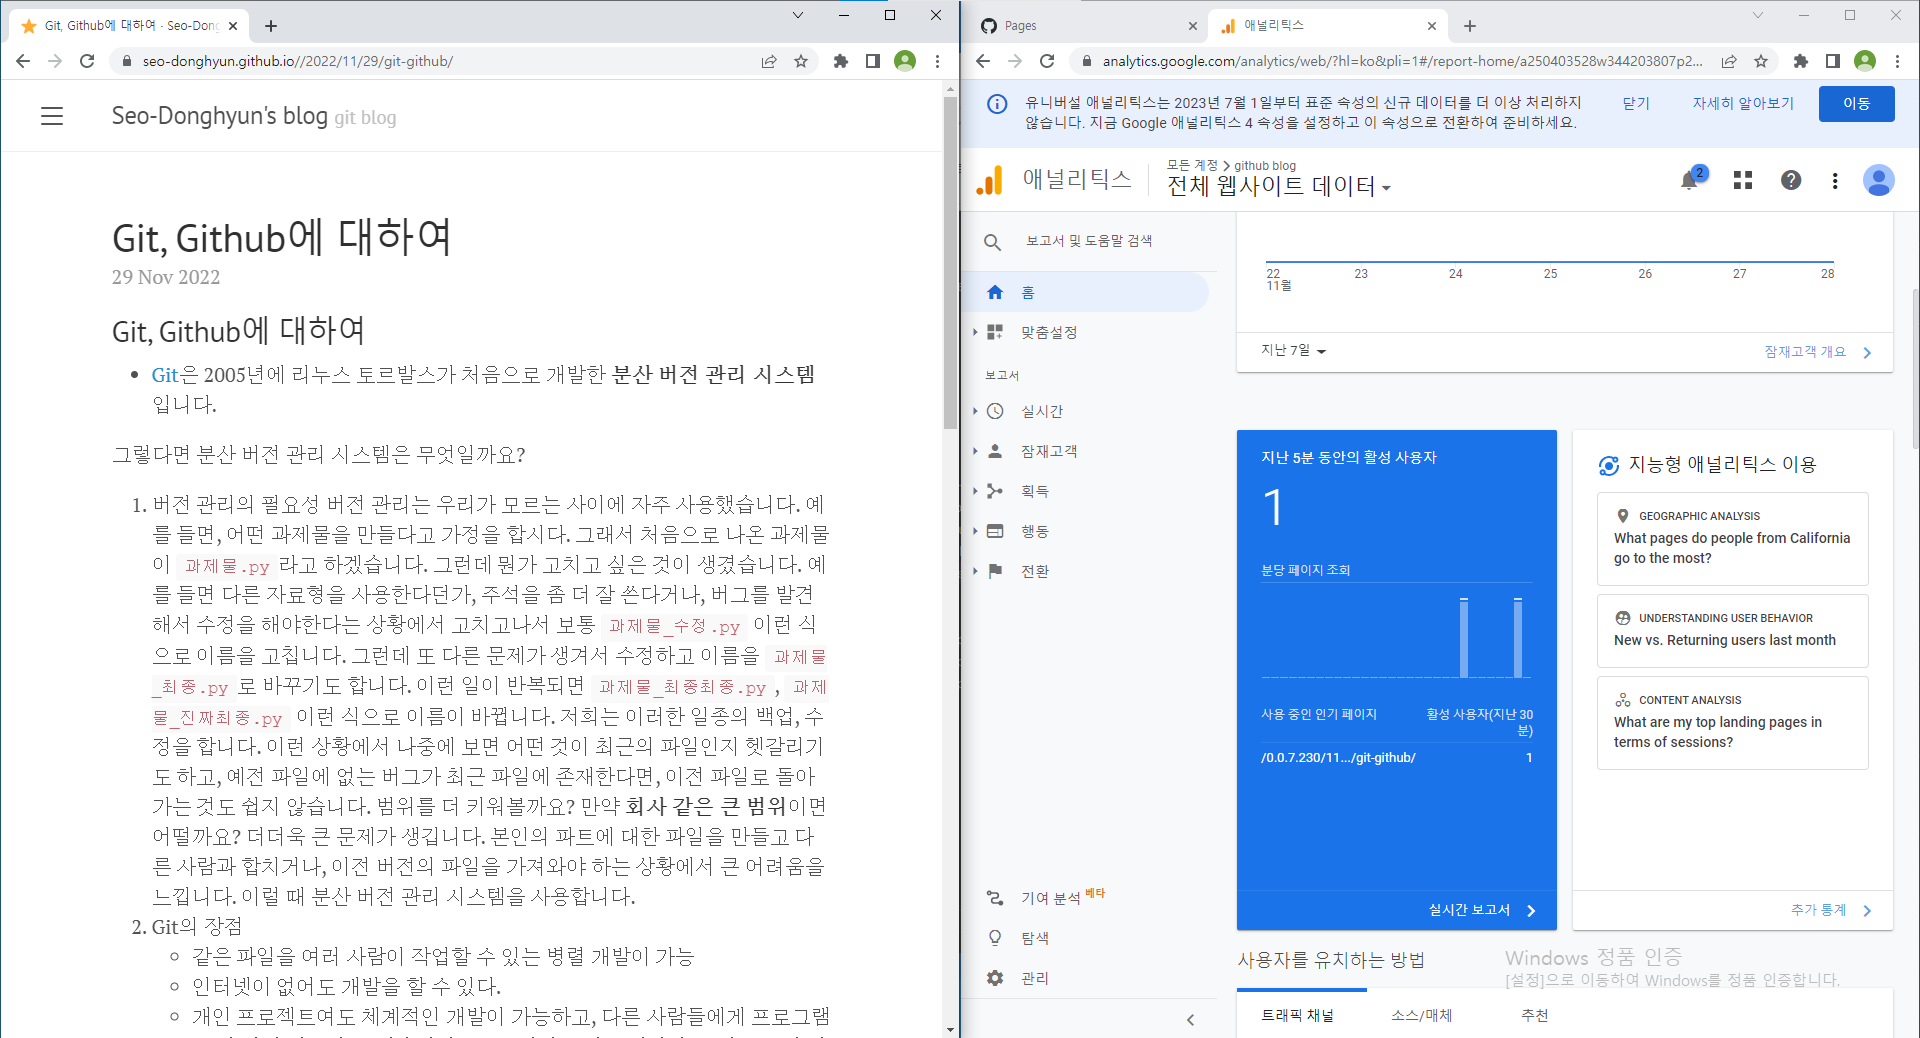 Git, Github에 대하여 · Seo-Dong
seo-donghyun.github.io//2022/11/29/git-github/
Seo-Donghyun's blog git blog
Git, Github에 대하여
29 Nov 2022
Git, Github에 대하여
Git은 2005년에 리누스 토르발스가 처음으로 개발한 분산 버전 관리 시스템
입니다.
그렇다면 분산 버전 관리 시스템은 무엇일까요?
1. 버전 관리의 필요성 버전 관리는 우리가 모르는 사이에 자주 사용했습니다. 예
를 들면, 어떤 과제물을 만들다고 가정을 합시다. 그래서 처음으로 나온 과제물
이 과제물.py 라고 하겠습니다. 그런데 뭔가 고치고 싶은 것이 생겼습니다. 예
를 들면 다른 자료형을 사용한다던가, 주석을 좀 더 잘 쓴다거나, 버그를 발견
해서 수정을 해야한다는 상황에서 고치고나서 보통 과제물_수정.py 이런 식
으로 이름을 고칩니다. 그런데 또 다른 문제가 생겨서 수정하고 이름을 과제물
_최종.py 로 바꾸기도 합니다. 이런 일이 반복되면 과제물_최종최종.py , 과제
물_진짜최종.py 이런 식으로 이름이 바뀝니다. 저희는 이러한 일종의 백업, 수
정을 합니다. 이런 상황에서 나중에 보면 어떤 것이 최근의 파일인지 헷갈리기
도 하고, 예전 파일에 없는 버그가 최근 파일에 존재한다면, 이전 파일로 돌아
가는 것도 쉽지 않습니다. 범위를 더 키워볼까요? 만약 회사 같은 큰 범위이면
어떨까요? 더더욱 큰 문제가 생깁니다. 본인의 파트에 대한 파일을 만들고 다
른 사람과 합치거나, 이전 버전의 파일을 가져와야 하는 상황에서 큰 어려움을
느낍니다. 이럴 때 분산 버전 관리 시스템을 사용합니다.
2. Git의 장점
같은 파일을 여러 사람이 작업할 수 있는 병렬 개발이 가능
인터넷이 없어도 개발을 할 수 있다.
개인 프로젝트여도 체계적인 개발이 가능하고, 다른 사람들에게 프로그램
Pages
애널리틱스
analytics.google.com/analytics/web/?hl=ko&pli=1#/report-home/a250403528w344203807p2...
유니버설 애널리틱스는 2023년 7월 1일부터 표준 속성의 신규 데이터를 더 이상 처리하지
않습니다. 지금 Google 애널리틱스 4 속성을 설정하고 이 속성으로 전환하여 준비하세요.
닫기
자세히 알아보기
이동
애널리틱스
모든 계정 > github blog
전체 웹사이트 데이터
2
보고서 및 도움말 검색
홈
맞춤설정
보고서
실시간
잠재고객
획득
행동
전환
기여 분석 베타
탐색
관리
22 23 24 25 26 27 28
11월
지난 7일
잠재고객 개요
지난 5분 동안의 활성 사용자
1
분당 페이지 조회
사용 중인 인기 페이지 활성 사용자(지난 30
분)
/0.0.7.230/11.../git-github/ 1
실시간 보고서
지능형 애널리틱스 이용
GEOGRAPHIC ANALYSIS
What pages do people from California
go to the most?
UNDERSTANDING USER BEHAVIOR
New vs. Returning users last month
CONTENT ANALYSIS
What are my top landing pages in
terms of sessions?
추가 통계
사용자를 유치하는 방법
Windows 정품 인증
[설정]으로 이동하여 Windows를 정품 인증합니다.
트래픽 채널 소스/매체 추천